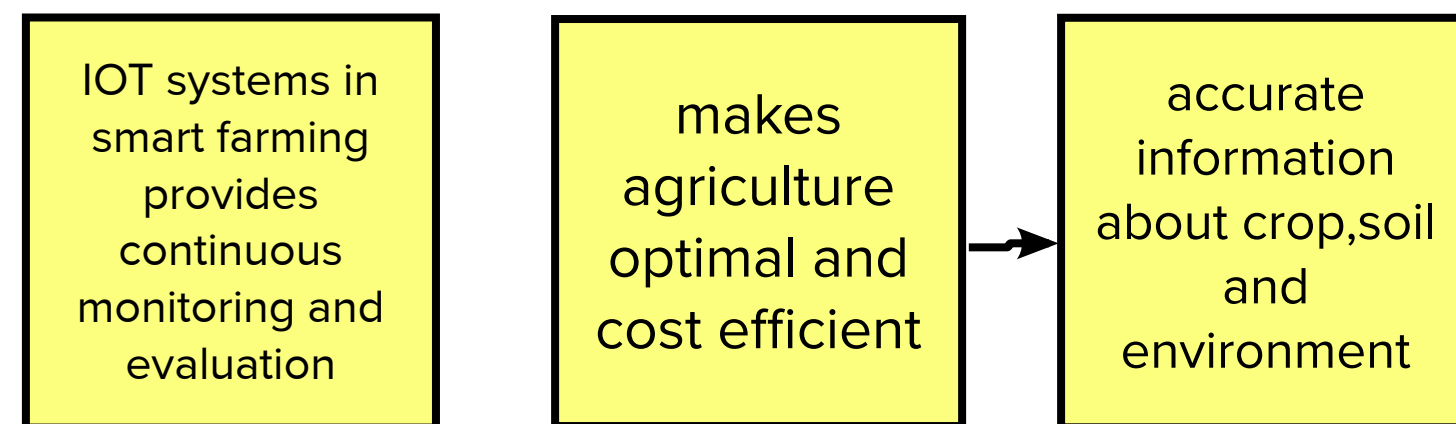 IOT systems in
smart farming
provides
continuous
monitoring and
evaluation
makes
agriculture
optimal and
cost efficient
accurate
information
about crop,soil
and
environment